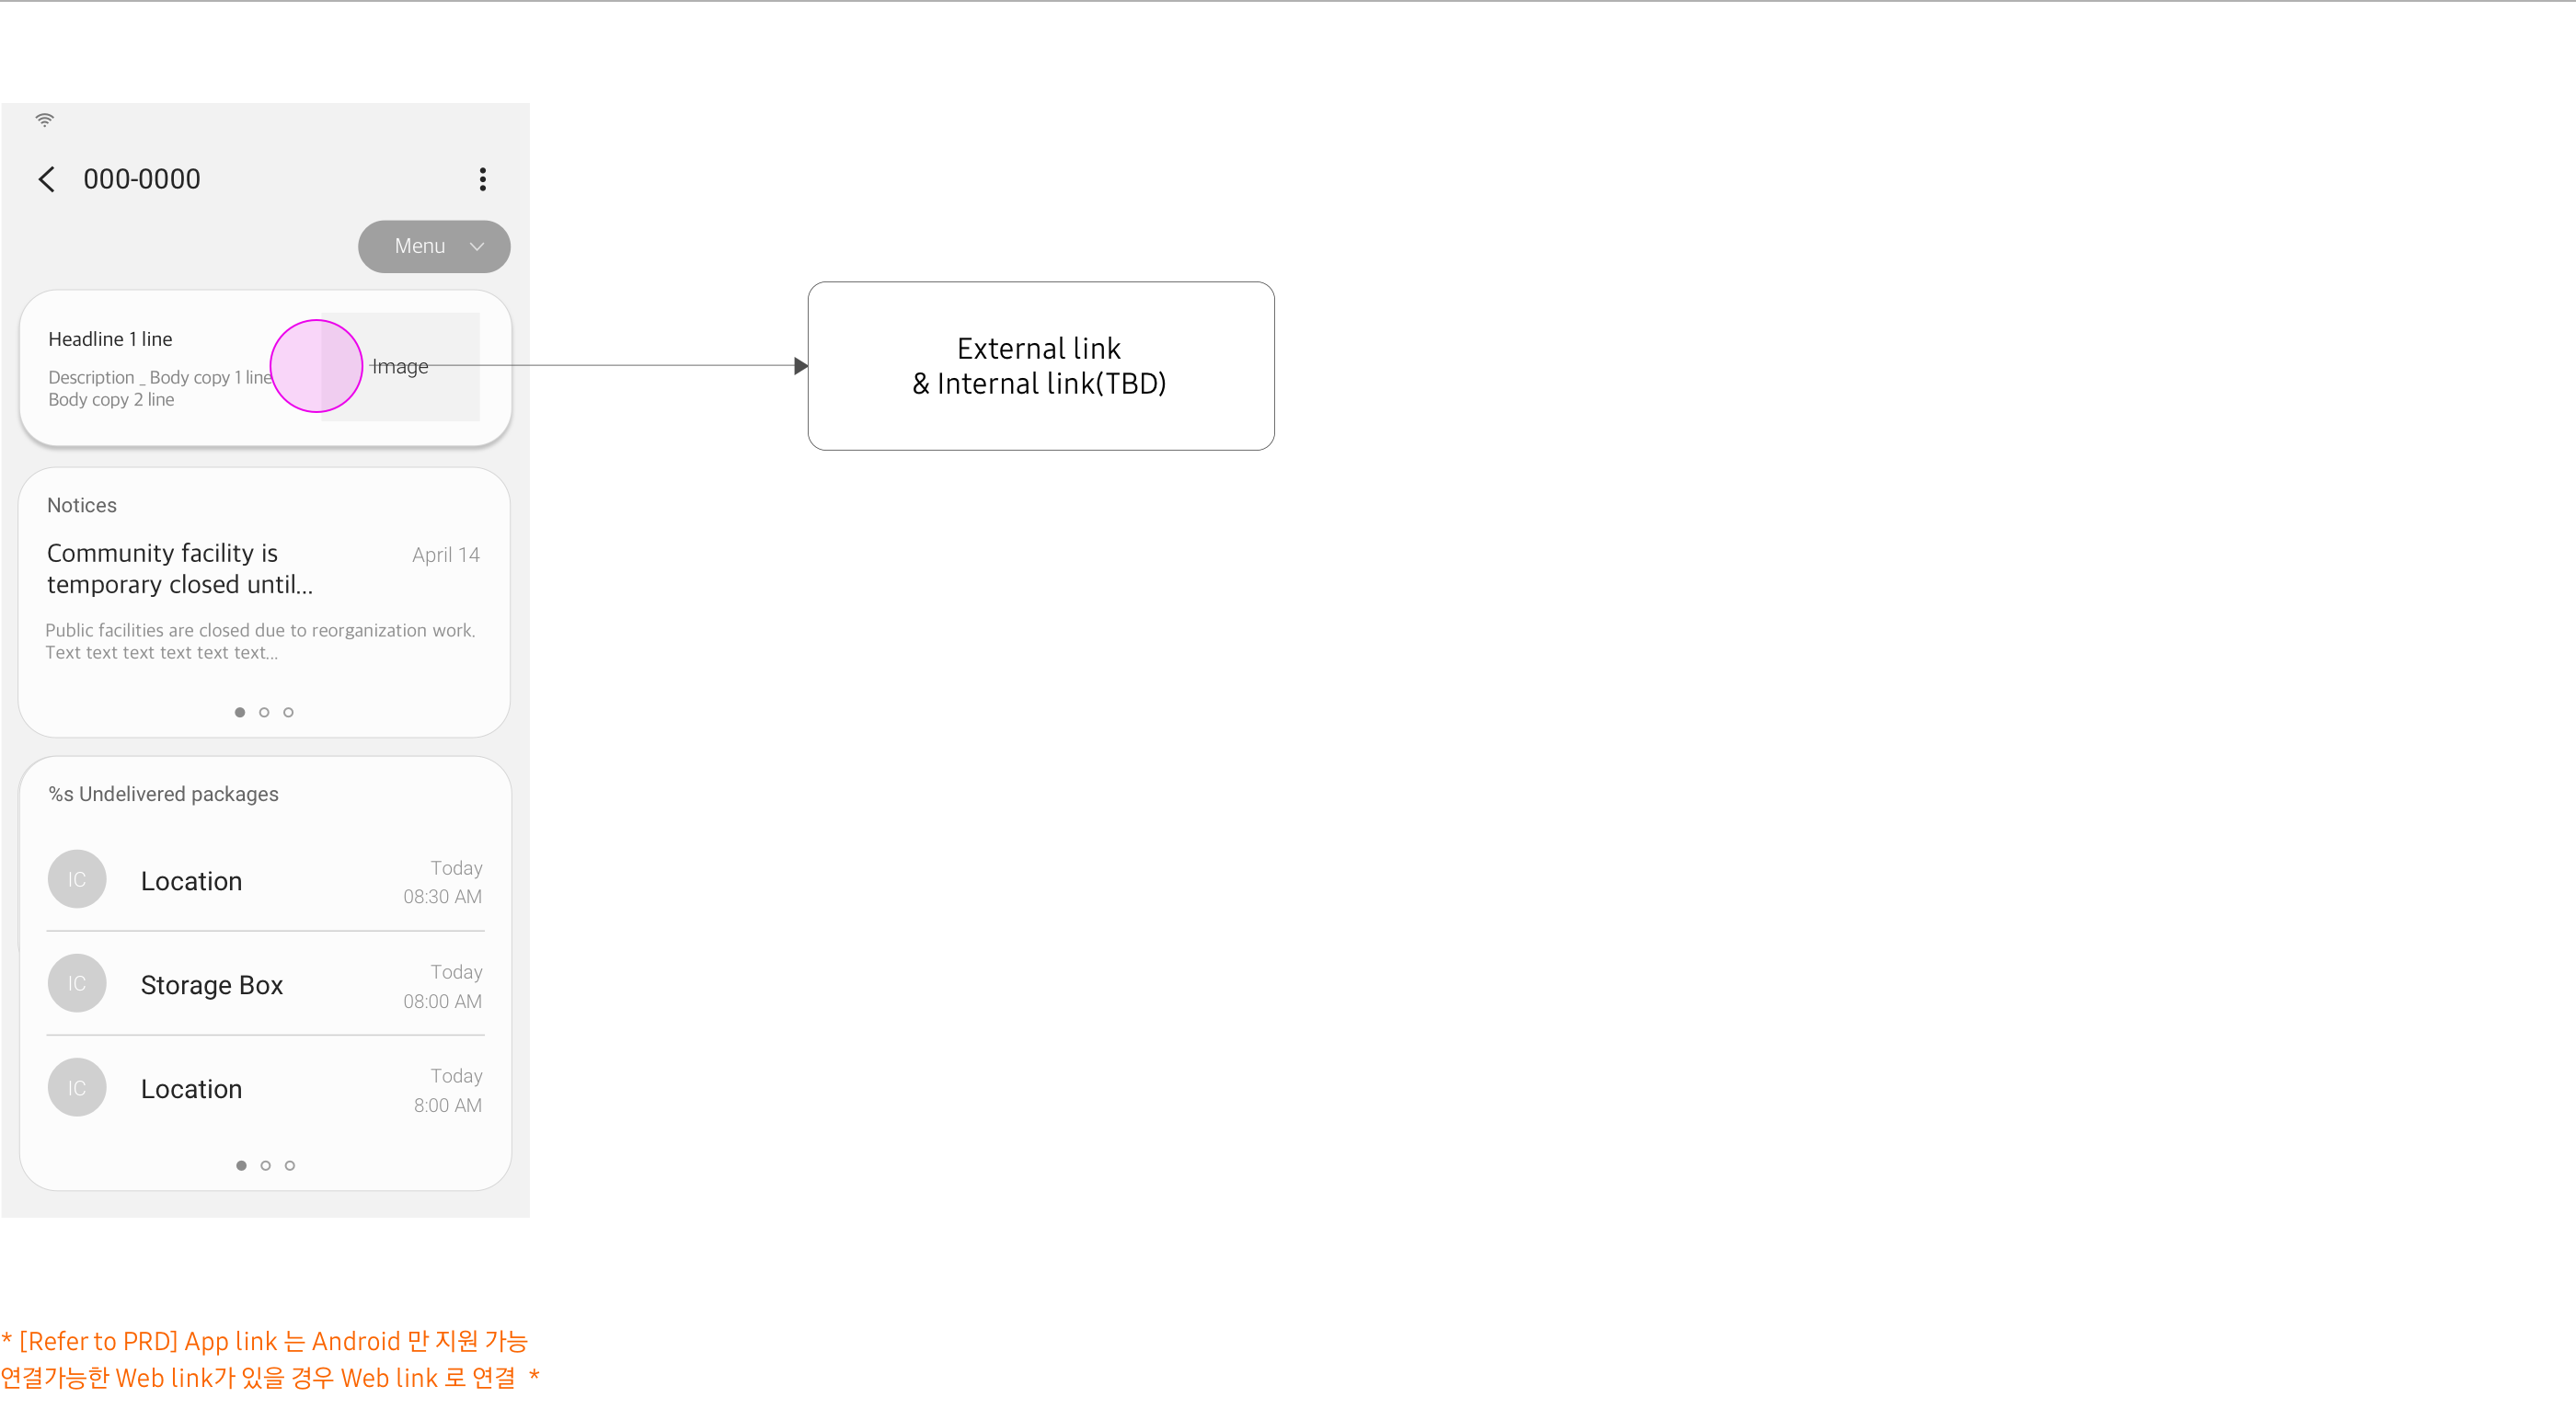 000-0000
Menu
Headline 1 line
Description _ Body copy 1 line
Body copy 2 line
Image
External link
& Internal link(TBD)
Notices
Community facility is
temporary closed until...
April 14
Public facilities are closed due to reorganization work.
Text text text text text text...
%s Undelivered packages
IC
Location
Today
08:30 AM
IC
Storage Box
Today
08:00 AM
IC
Location
Today
8:00 AM
* [Refer to PRD] App link 는 Android 만 지원 가능
연결가능한 Web link가 있을 경우 Web link 로 연결 *